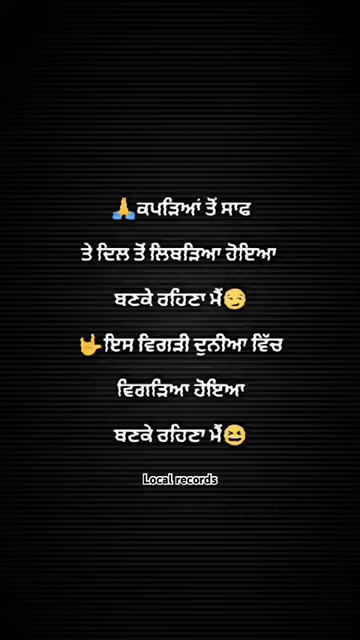 🙏ਕਪੜਿਆਂ ਤੋਂ ਸਾਫ
ਤੇ ਦਿਲ ਤੋਂ ਲਿਬੜਿਆ ਹੋਇਆ
ਬਣਕੇ ਰਹਿਣਾ ਮੈਂ😏
🤟ਇਸ ਵਿਗੜੀ ਦੁਨੀਆ ਵਿੱਚ
ਵਿਗੜਿਆ ਹੋਇਆ
ਬਣਕੇ ਰਹਿਣਾ ਮੈਂ😆
Local records